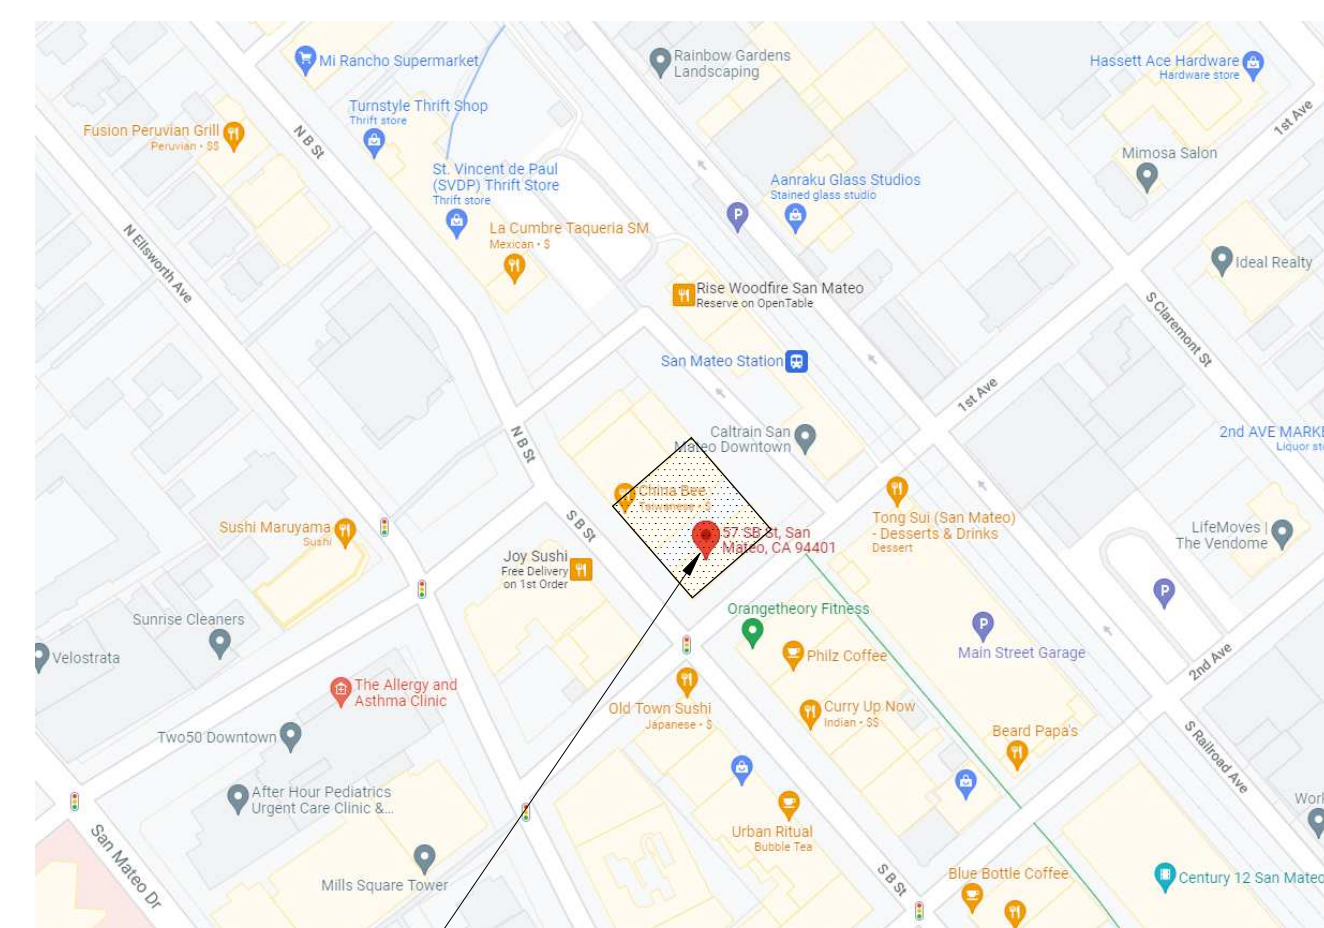 Mi Rancho Supermarket
Rainbow Gardens
Landscaping
Hassett Ace Hardware
Hardware store
Turnstyle Thrift Shop
Thrift store
Fusion Peruvian Grill
Peruvian • $$
N B St
1st Ave
Mimosa Salon
St. Vincent de Paul
(SVDP) Thrift Store
Thrift store
Aanraku Glass Studios
Stained glass studio
P
La Cumbre Taqueria SM
Mexican • $
N Ellsworth Ave
Ideal Realty
Rise Woodfire San Mateo
Reserve on OpenTable
S Claremont St
San Mateo Station
1st Ave
N B St
Caltrain San
Mateo Downtown
2nd AVE MARKE
Liquor st
China Bee
Taiwanese • $
S B St
Sushi Maruyama
Sushi
57 SB St, San
Mateo, CA 94401
Tong Sui (San Mateo)
- Desserts & Drinks
Dessert
LifeMoves |
The Vendome
Joy Sushi
Free Delivery
on 1st Order
P
Orangetheory Fitness
Sunrise Cleaners
P
Velostrata
Philz Coffee
Main Street Garage
2nd Ave
The Allergy and
Asthma Clinic
Old Town Sushi
Japanese • $
Curry Up Now
Indian • $$
Two50 Downtown
Beard Papa's
S Railroad Ave
After Hour Pediatrics
Urgent Care Clinic &...
Worl
Urban Ritual
Bubble Tea
San Mateo Dr
Mills Square Tower
S B St
Blue Bottle Coffee
Century 12 San Mateo